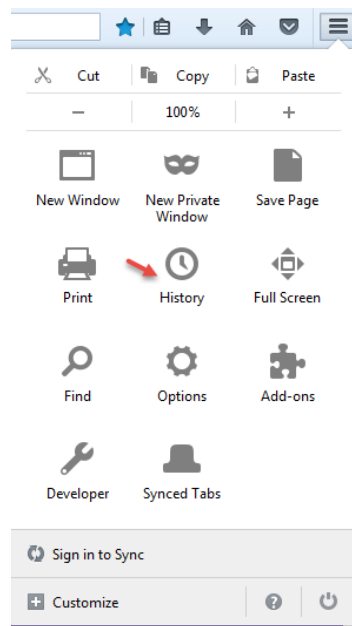 Cut Copy Paste
100%
New Window New Private Window Save Page
Print History Full Screen
Find Options Add-ons
Developer Synced Tabs
Sign in to Sync
Customize